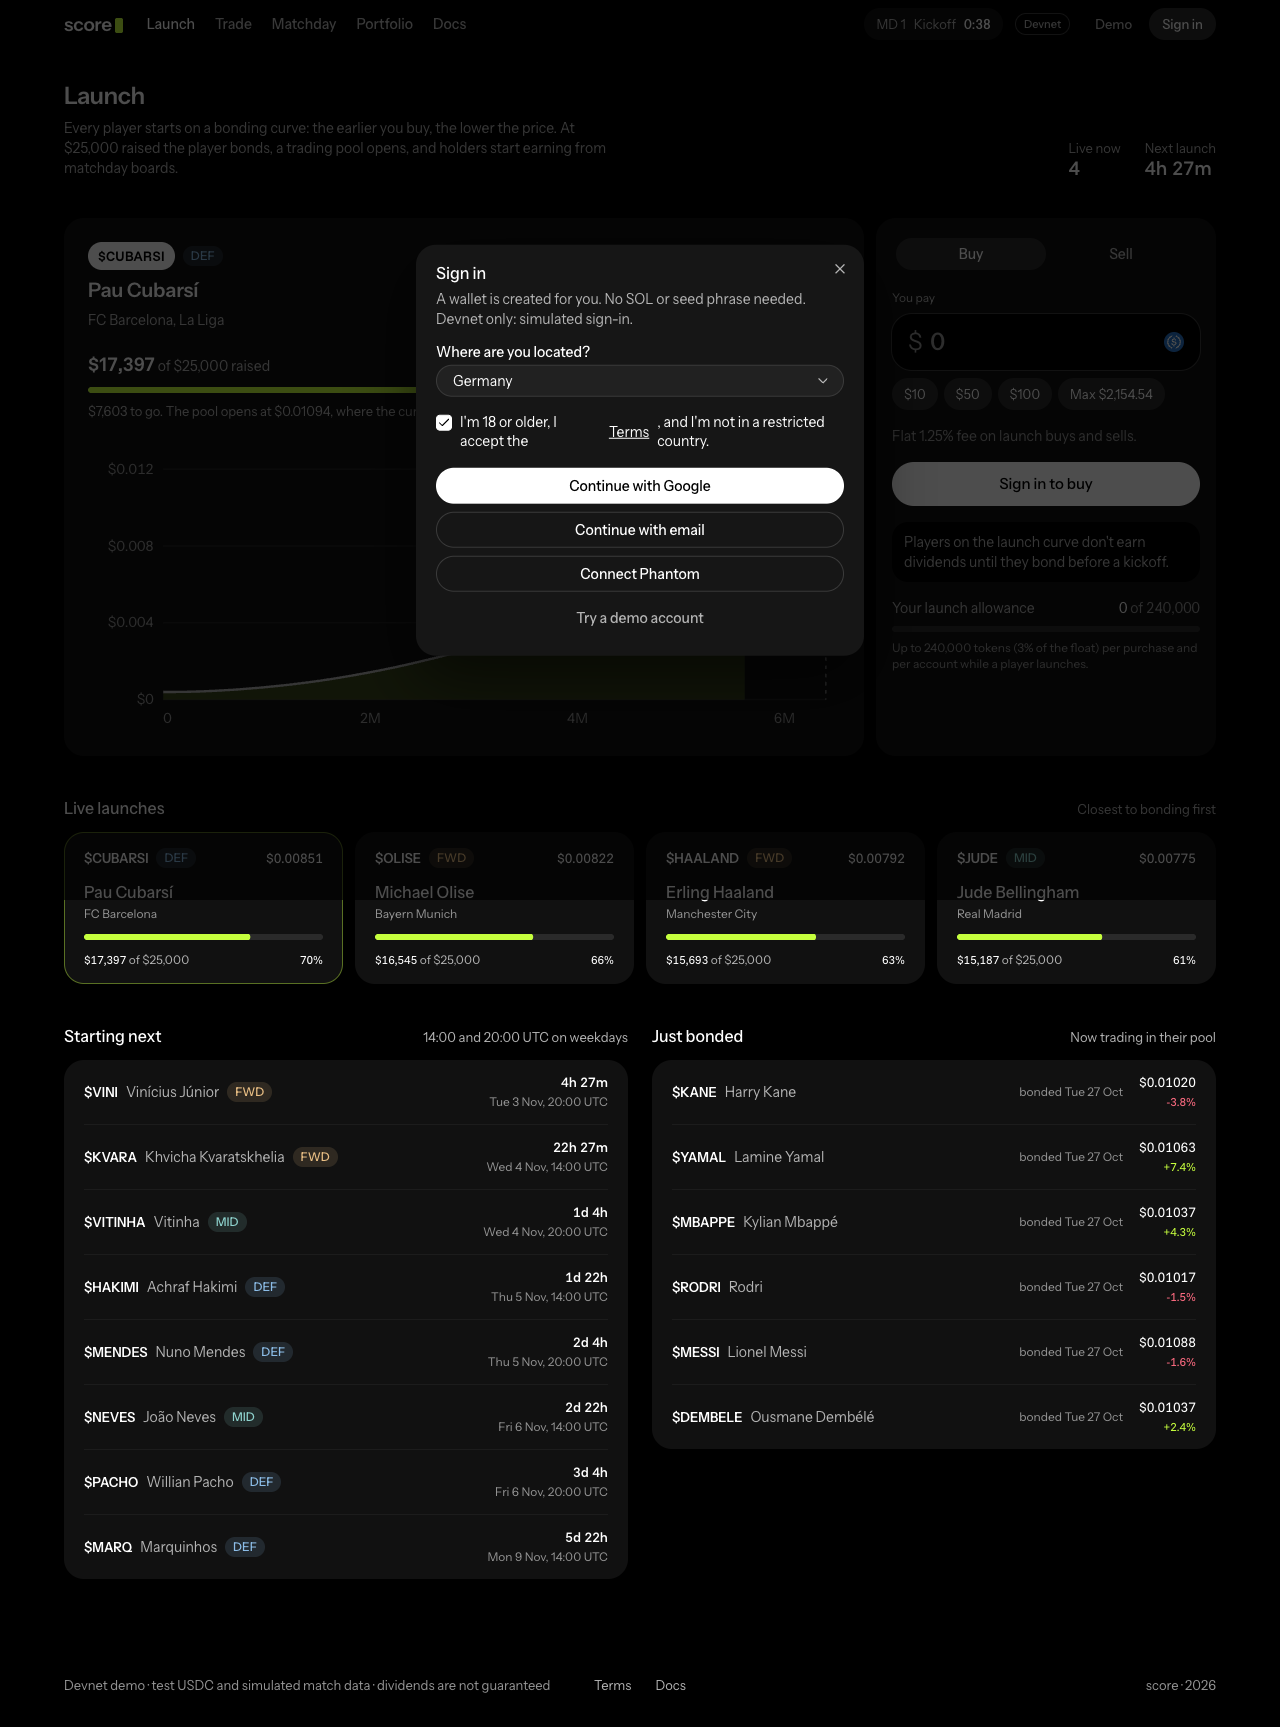 score Launch Trade Matchday Portfolio Docs MD 1 Kickoff 0:38 Devnet Demo Sign in
Launch
Every player starts on a bonding curve: the earlier you buy, the lower the price. At
$25,000 raised the player bonds, a trading pool opens, and holders start earning from
matchday boards.
Live now Next launch
4 4h 27m
$CUBARSI DEF
Pau Cubarsí
FC Barcelona, La Liga
$17,397 of $25,000 raised
$7,603 to go. The pool opens at $0.01094, where the cur
$0.012
$0.008
$0.004
$0
0 2M 4M 6M
Sign in
A wallet is created for you. No SOL or seed phrase needed.
Devnet only: simulated sign-in.
Where are you located?
Germany
I'm 18 or older, I accept the Terms, and I'm not in a restricted country.
Continue with Google
Continue with email
Connect Phantom
Try a demo account
Buy Sell
You pay
$ 0
$10 $50 $100 Max $2,154.54
Flat 1.25% fee on launch buys and sells.
Sign in to buy
Players on the launch curve don't earn
dividends until they bond before a kickoff.
Your launch allowance 0 of 240,000
Up to 240,000 tokens (3% of the float) per purchase and
per account while a player launches.
Live launches Closest to bonding first
$CUBARSI DEF $0.00851
Pau Cubarsí
FC Barcelona
$17,397 of $25,000 70%
$OLISE FWD $0.00822
Michael Olise
Bayern Munich
$16,545 of $25,000 66%
$HAALAND FWD $0.00792
Erling Haaland
Manchester City
$15,693 of $25,000 63%
$JUDE MID $0.00775
Jude Bellingham
Real Madrid
$15,187 of $25,000 61%
Starting next 14:00 and 20:00 UTC on weekdays
$VINI Vinícius Júnior FWD 4h 27m
Tue 3 Nov, 20:00 UTC
$KVARA Khvicha Kvaratskhelia FWD 22h 27m
Wed 4 Nov, 14:00 UTC
$VITINHA Vitinha MID 1d 4h
Wed 4 Nov, 20:00 UTC
$HAKIMI Achraf Hakimi DEF 1d 22h
Thu 5 Nov, 14:00 UTC
$MENDES Nuno Mendes DEF 2d 4h
Thu 5 Nov, 20:00 UTC
$NEVES João Neves MID 2d 22h
Fri 6 Nov, 14:00 UTC
$PACHO Willian Pacho DEF 3d 4h
Fri 6 Nov, 20:00 UTC
$MARQ Marquinhos DEF 5d 22h
Mon 9 Nov, 14:00 UTC
Just bonded Now trading in their pool
$KANE Harry Kane bonded Tue 27 Oct $0.01020
-3.8%
$YAMAL Lamine Yamal bonded Tue 27 Oct $0.01063
+7.4%
$MBAPPE Kylian Mbappé bonded Tue 27 Oct $0.01037
+4.3%
$RODRI Rodri bonded Tue 27 Oct $0.01017
-1.5%
$MESSI Lionel Messi bonded Tue 27 Oct $0.01088
-1.6%
$DEMBELE Ousmane Dembélé bonded Tue 27 Oct $0.01037
+2.4%
Devnet demo · test USDC and simulated match data · dividends are not guaranteed Terms Docs score · 2026